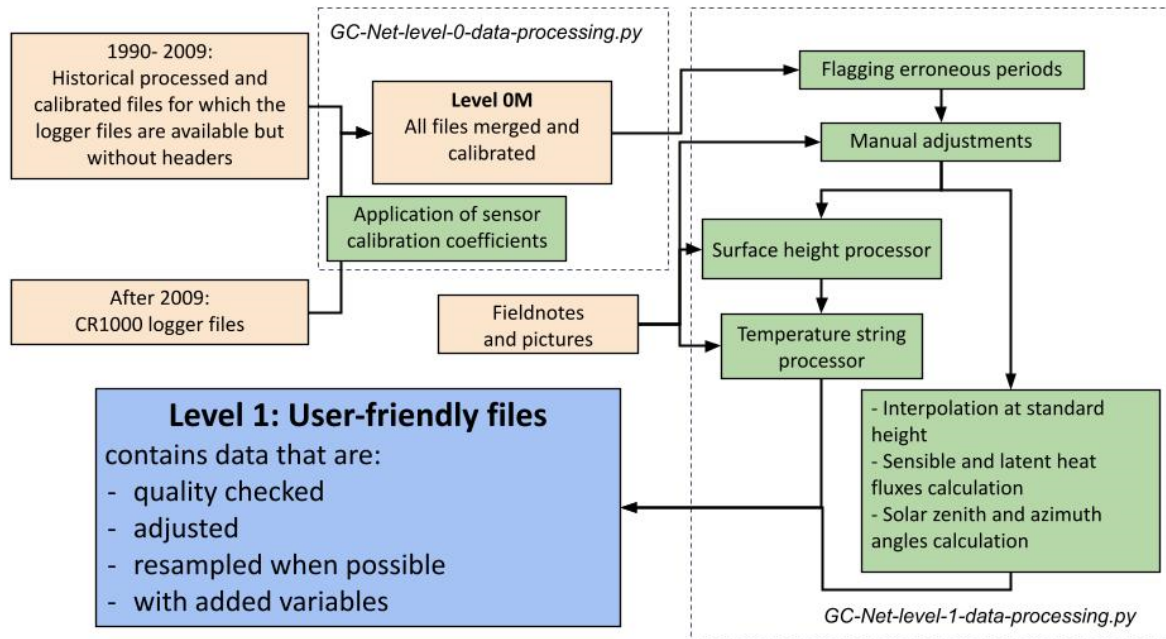 GC-Net-level-0-data-processing.py
1990- 2009:
Historical processed and
calibrated files for which the
logger files are available but
without headers
Level 0M
All files merged and
calibrated
Application of sensor
calibration coefficients
After 2009:
CR1000 logger files
Fieldnotes
and pictures
Flagging erroneous periods
Manual adjustments
Surface height processor
Temperature string
processor
- Interpolation at standard
height
- Sensible and latent heat
fluxes calculation
- Solar zenith and azimuth
angles calculation
GC-Net-level-1-data-processing.py
Level 1: User-friendly files
contains data that are:
- quality checked
- adjusted
- resampled when possible
- with added variables